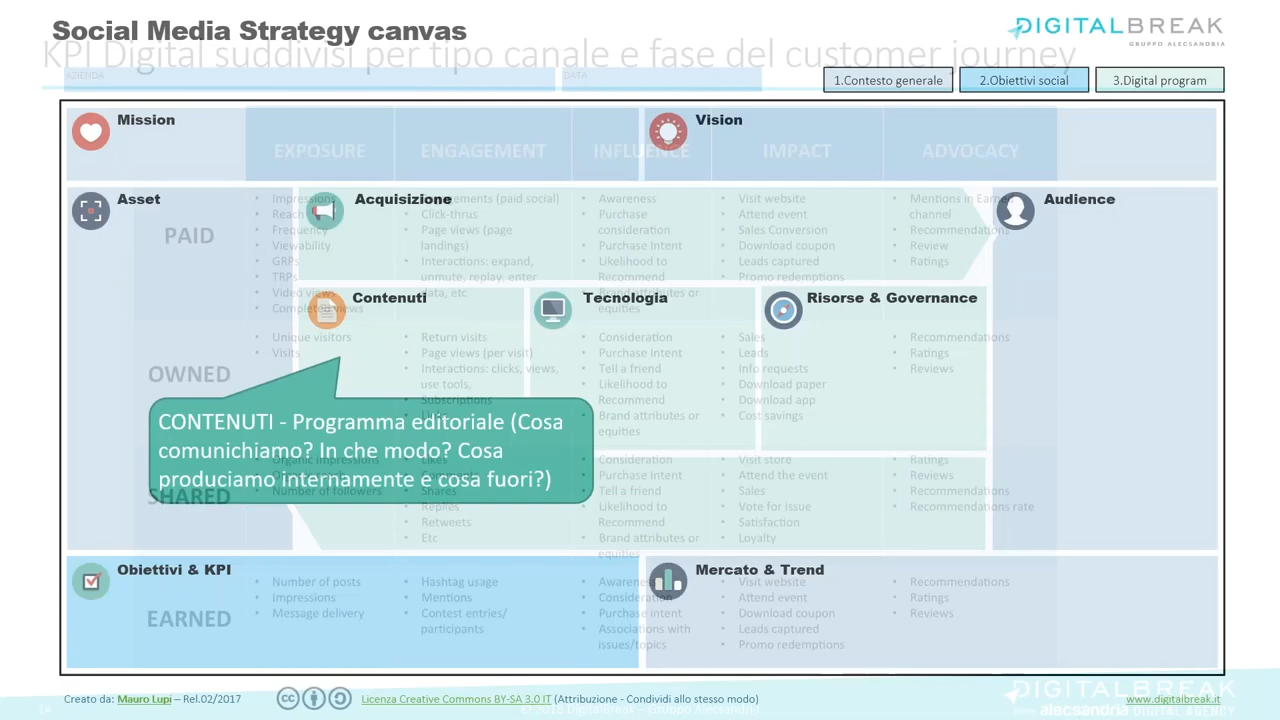 Social Media Strategy canvas
DIGITALBREAK
GRUPPO ALECSANDRIA
KPI Digital suddivisi per tipo canale e fase del customer journey
AZIENDA
DATA
1.Contesto generale
2.Obiettivi social
3.Digital program
Mission
Vision
EXPOSURE
ENGAGEMENT
INFLUENCE
IMPACT
ADVOCACY
Asset
Acquisizione
Audience
PAID
• Impressions
• Reach
• Frequency
• Viewability
• GRPs
• TRPs
• Video views
• Completed views
(paid social)
• Click-thrus
• Page views (page
landings)
• Interactions: expand,
unmute, replay, enter
data, etc
• Awareness
• Purchase
consideration
• Purchase Intent
• Likelihood to
Recommend
• Brand attributes or
equities
• Visit website
• Attend event
• Sales Conversion
• Download coupon
• Leads captured
• Promo redemptions
• Mentions in Earned
channel
• Recommendations
• Review
• Ratings
Contenuti
Tecnologia
Risorse & Governance
OWNED
• Unique visitors
• Visits
• Return visits
• Page views (per visit)
• Interactions: clicks, views,
use tools,
• Subscriptions
• Links
• Consideration
• Purchase Intent
• Tell a friend
• Likelihood to
Recommend
• Brand attributes or
equities
• Sales
• Leads
• Info requests
• Download paper
• Download app
• Cost savings
• Recommendations
• Ratings
• Reviews
CONTENUTI - Programma editoriale (Cosa
comunichiamo? In che modo? Cosa
produciamo internamente e cosa fuori?)
SHARED
• Organic impressions
• Number of followers
• Likes
• Comments
• Shares
• Replies
• Retweets
• Etc
• Consideration
• Purchase Intent
• Tell a friend
• Likelihood to
Recommend
• Brand attributes or
equities
• Visit store
• Attend the event
• Sales
• Vote for issue
• Satisfaction
• Loyalty
• Ratings
• Reviews
• Recommendations
• Recommendations rate
Obiettivi & KPI
Mercato & Trend
EARNED
• Number of posts
• Impressions
• Message delivery
• Hashtag usage
• Mentions
• Contest entries/
participants
• Awareness
• Consideration
• Purchase intent
• Associations with
issues/topics
• Visit website
• Attend event
• Download coupon
• Leads captured
• Promo redemptions
• Recommendations
• Ratings
• Reviews
Creato da: Mauro Lupi – Rel.02/2017
Licenza Creative Commons BY-SA 3.0 IT (Attribuzione - Condividi allo stesso modo)
www.digitalbreak.it
DIGITALBREAK
alecsandria DIGITAL AGENCY